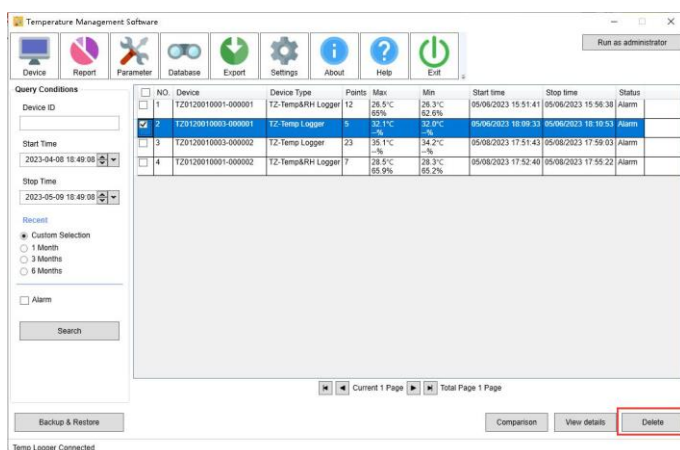 Temperature Management Software
Run as administrator
Device Report Parameter Database Export Settings About Help Exit
Query Conditions
Device ID
Start Time
2023-04-08 18:49:08
Stop Time
2023-05-09 18:49:08
Recent
Custom Selection
1 Month
3 Months
6 Months
Alarm
Search
NO. Device Device Type Points Max Min Start time Stop time Status
1 TZ0120010001-000001 TZ-Temp&RH Logger 12 26.5°C 26.3°C 05/06/2023 15:51:41 05/06/2023 15:56:38 Alarm
65% 62.6%
2 TZ0120010003-000001 TZ-Temp Logger 5 32.1°C 32.0°C 05/06/2023 18:09:33 05/06/2023 18:10:53 Alarm
--% --%
3 TZ0120010003-000002 TZ-Temp Logger 23 35.1°C 34.2°C 05/08/2023 17:51:43 05/08/2023 17:59:03 Alarm
--% --%
4 TZ0120010001-000002 TZ-Temp&RH Logger 7 28.5°C 28.3°C 05/08/2023 17:52:40 05/08/2023 17:55:22 Alarm
65.9% 65.2%
Current 1 Page Total Page 1 Page
Backup & Restore Comparison View details Delete
Temp Logger Connected